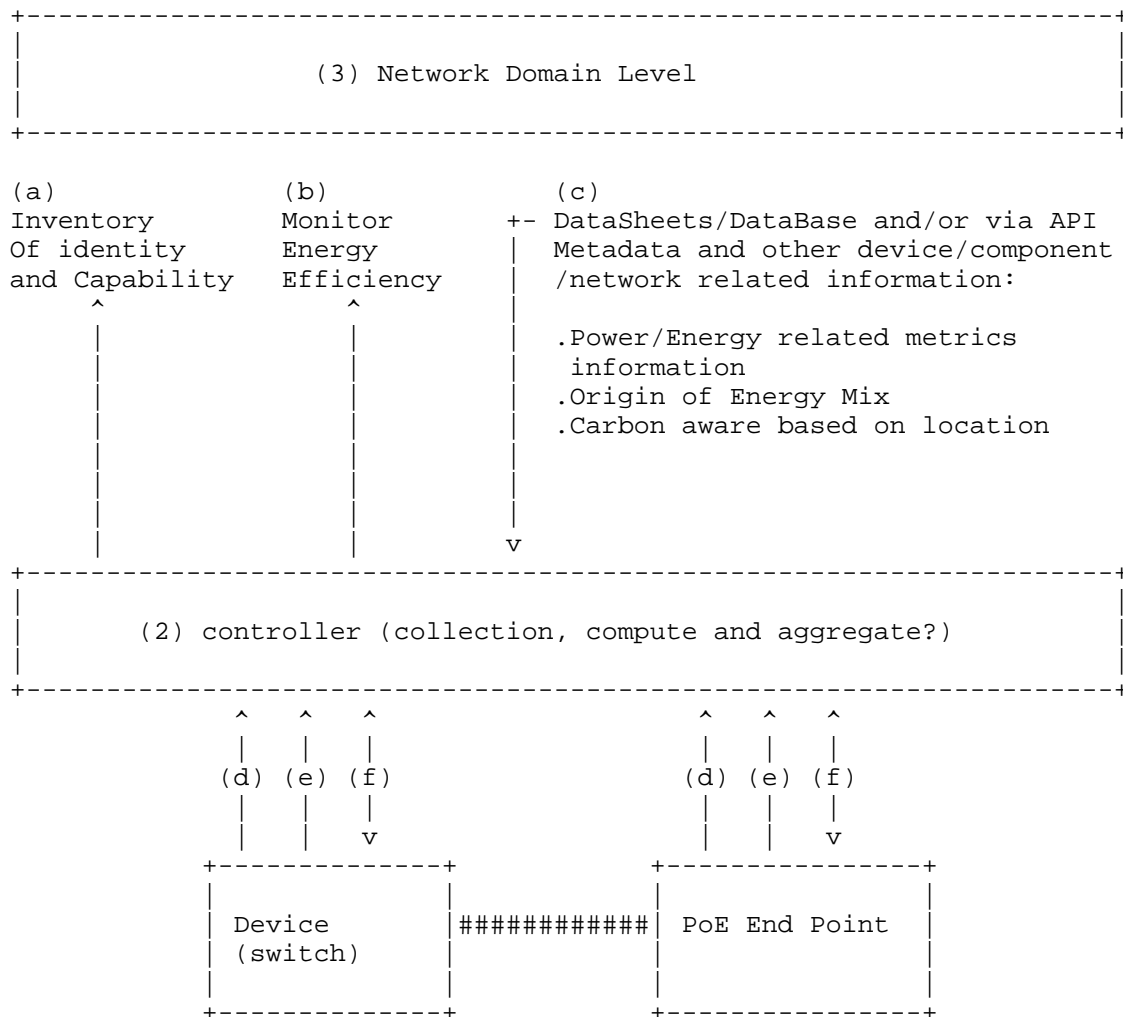 (3) Network Domain Level
(a) (b) (c)
Inventory Monitor +- DataSheets/DataBase and/or via API
Of identity Energy | Metadata and other device/component
and Capability Efficiency | /network related information:
.Power/Energy related metrics
information
.Origin of Energy Mix
.Carbon aware based on location
v
(2) controller (collection, compute and aggregate?)
^ ^ ^ ^ ^ ^
(d) (e) (f) (d) (e) (f)
v v
Device ############ PoE End Point
(switch)